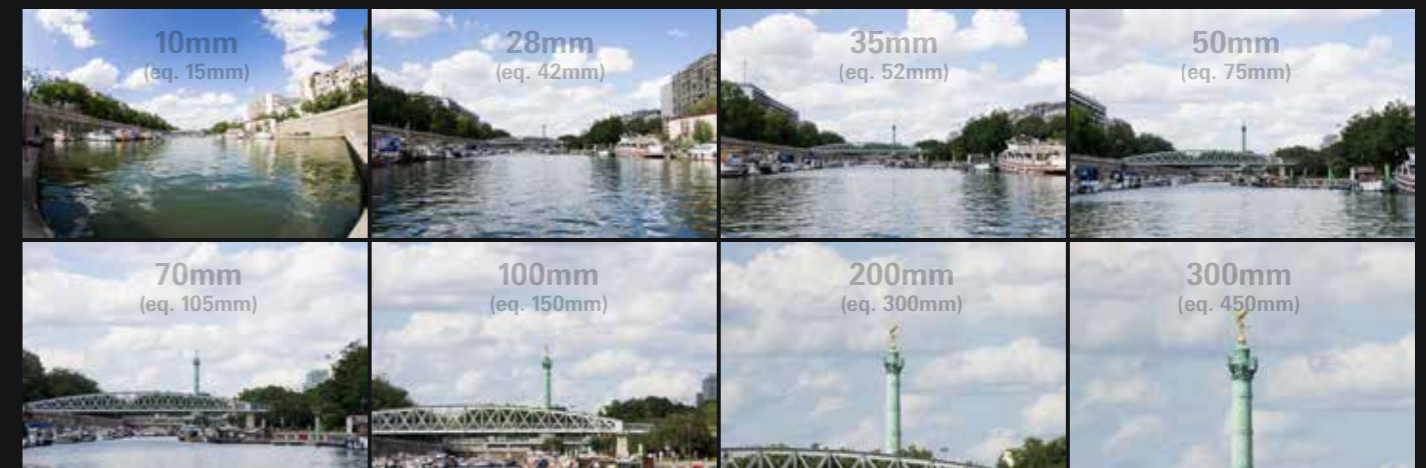 10mm
(eq. 15mm)
28mm
(eq. 42mm)
35mm
(eq. 52mm)
50mm
(eq. 75mm)
70mm
(eq. 105mm)
100mm
(eq. 150mm)
200mm
(eq. 300mm)
300mm
(eq. 450mm)